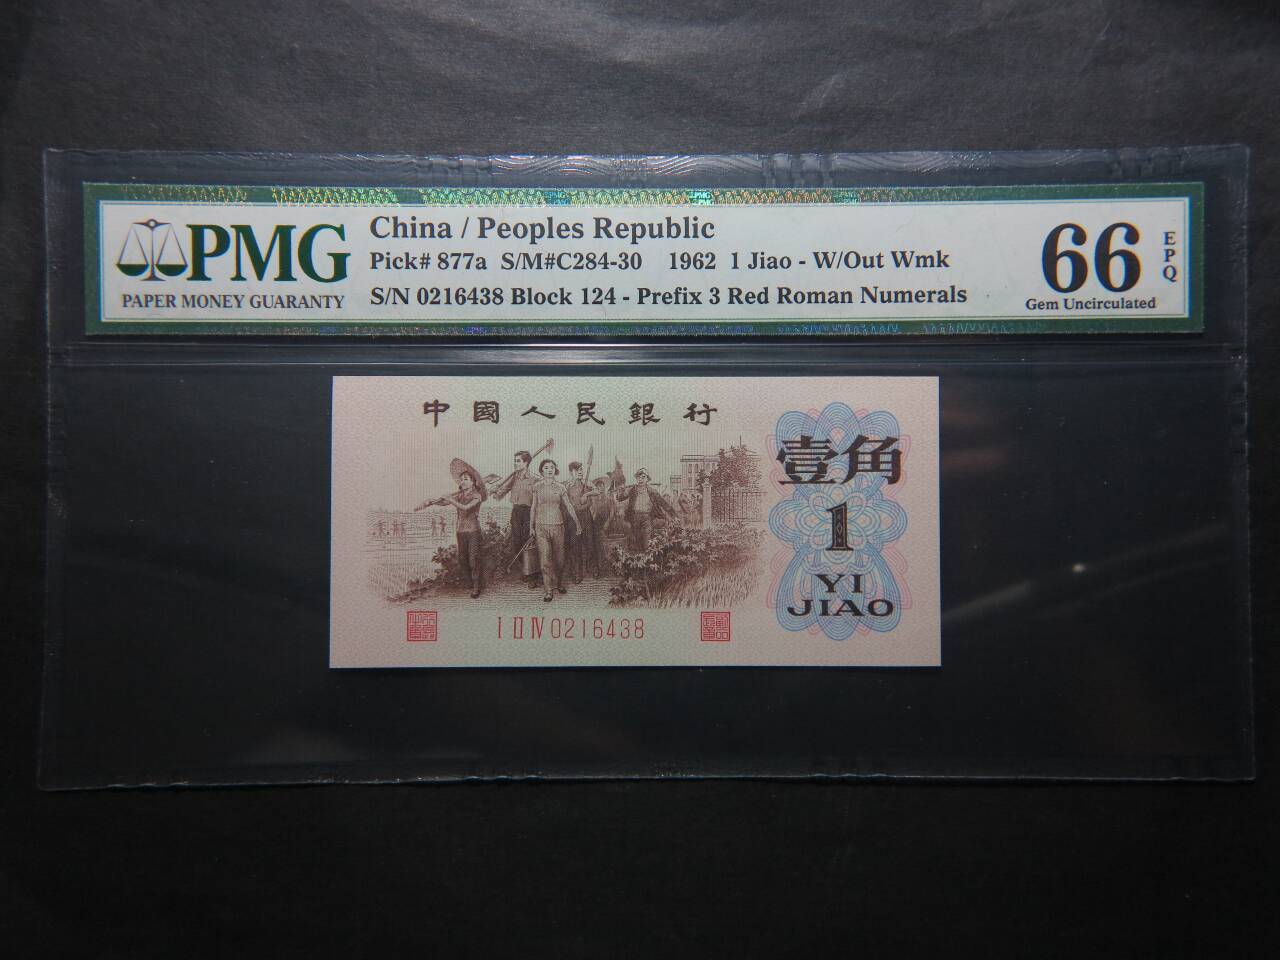 PMG
PAPER MONEY GUARANTY
China / Peoples Republic
Pick# 877a S/M#C284-30 1962 1 Jiao - W/Out Wmk
S/N 0216438 Block 124 - Prefix 3 Red Roman Numerals
66
EPQ
Gem Uncirculated
中國人民銀行
壹角
1
YI
JIAO
I II IV 0216438